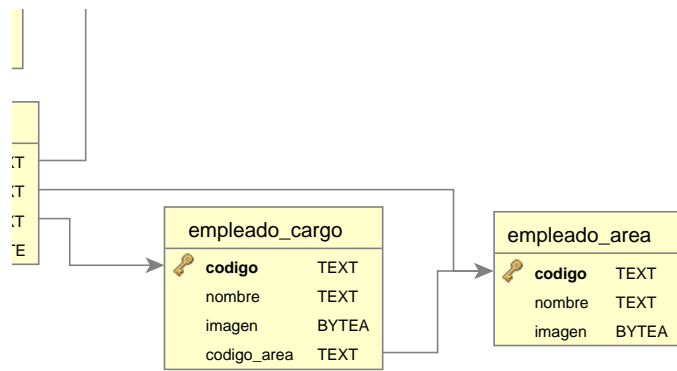 empleado_cargo
codigo TEXT
nombre TEXT
imagen BYTEA
codigo_area TEXT
empleado_area
codigo TEXT
nombre TEXT
imagen BYTEA